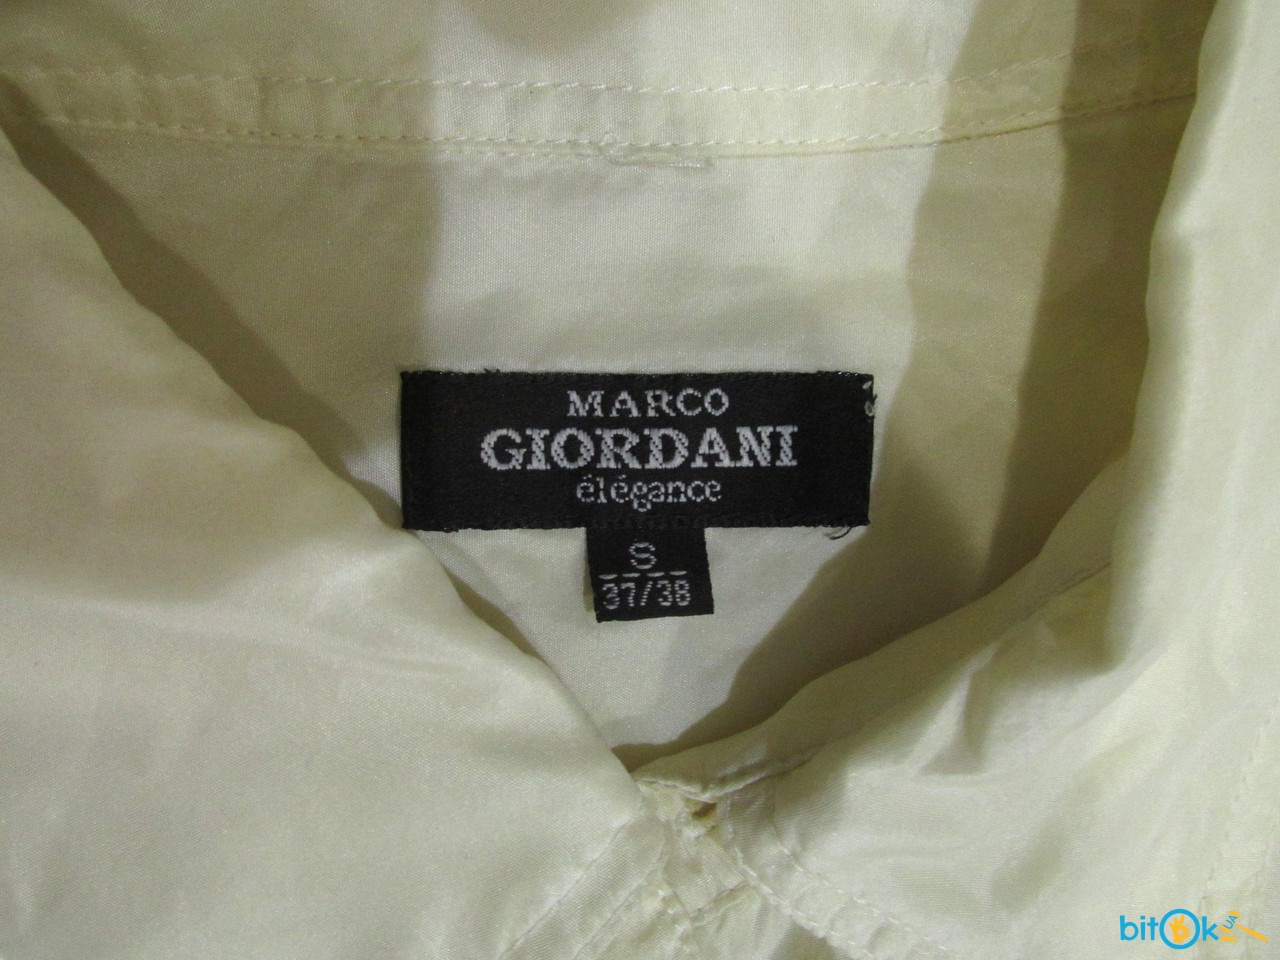 MARCO
GIORDANI
élégance
S
37/38
bitOk